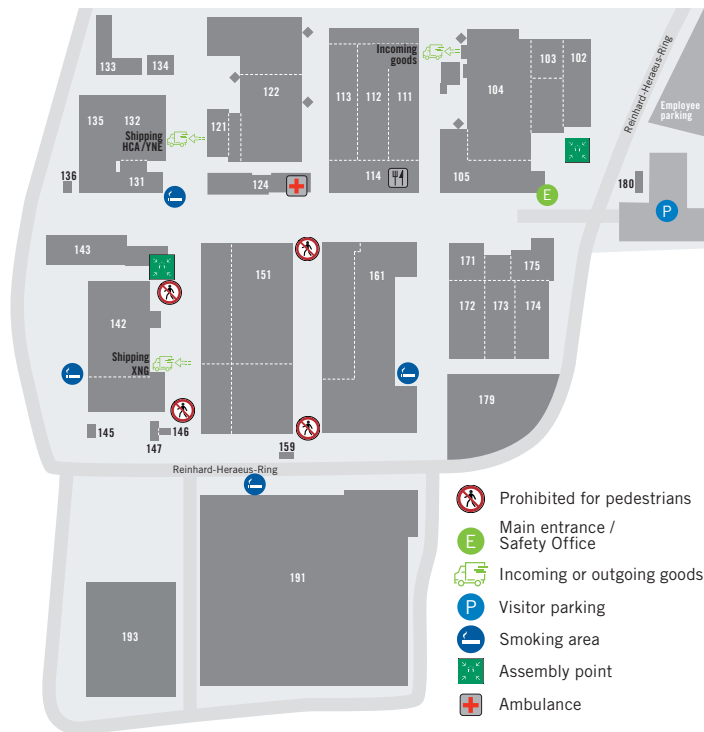 133
134
122
Incoming
goods
113
112
111
104
103
102
Reinhard-Heraeus-Ring
Employee
parking
135
132
121
Shipping
HCA/YNE
136
131
124
114
105
E
180
P
143
151
161
171
175
142
172
173
174
Shipping
XNG
179
145
146
147
159
Reinhard-Heraeus-Ring
191
193
Prohibited for pedestrians
E
Main entrance /
Safety Office
Incoming or outgoing goods
P
Visitor parking
Smoking area
Assembly point
Ambulance